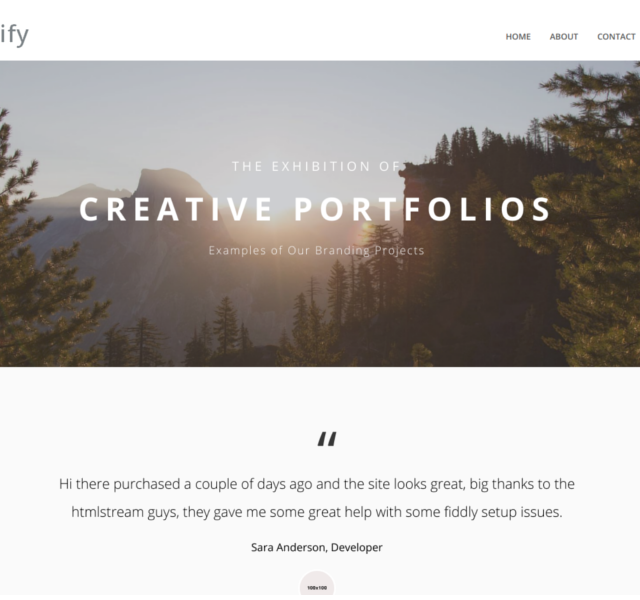 ify
HOME ABOUT CONTACT
THE EXHIBITION OF
CREATIVE PORTFOLIOS
Examples of Our Branding Projects
“
Hi there purchased a couple of days ago and the site looks great, big thanks to the
htmlstream guys, they gave me some great help with some fiddly setup issues.
Sara Anderson, Developer
100x100